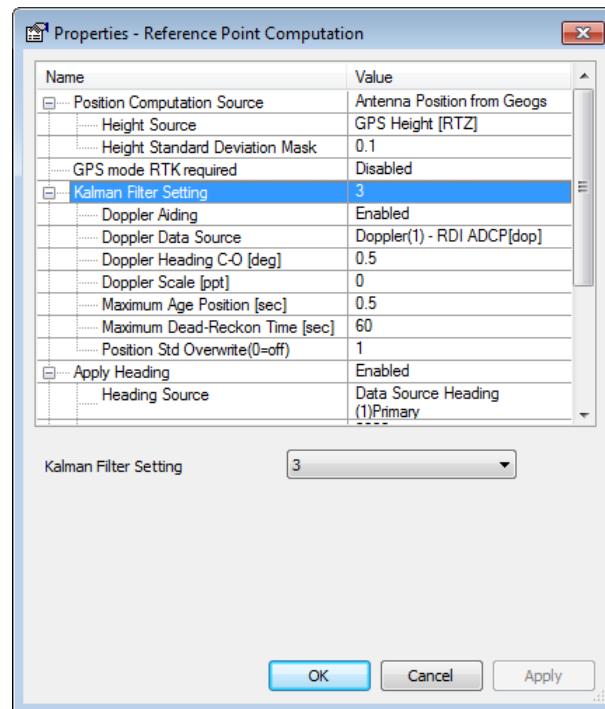 Properties - Reference Point Computation
Name Value
Position Computation Source Antenna Position from Geogs
Height Source GPS Height [RTZ]
Height Standard Deviation Mask 0.1
GPS mode RTK required Disabled
Kalman Filter Setting 3
Doppler Aiding Enabled
Doppler Data Source Doppler(1) - RDI ADCP[dop]
Doppler Heading C-O [deg] 0.5
Doppler Scale [ppt] 0
Maximum Age Position [sec] 0.5
Maximum Dead-Reckon Time [sec] 60
Position Std Overwrite(0=off) 1
Apply Heading Enabled
Heading Source Data Source Heading
(1)Primary
Kalman Filter Setting 3
OK Cancel Apply